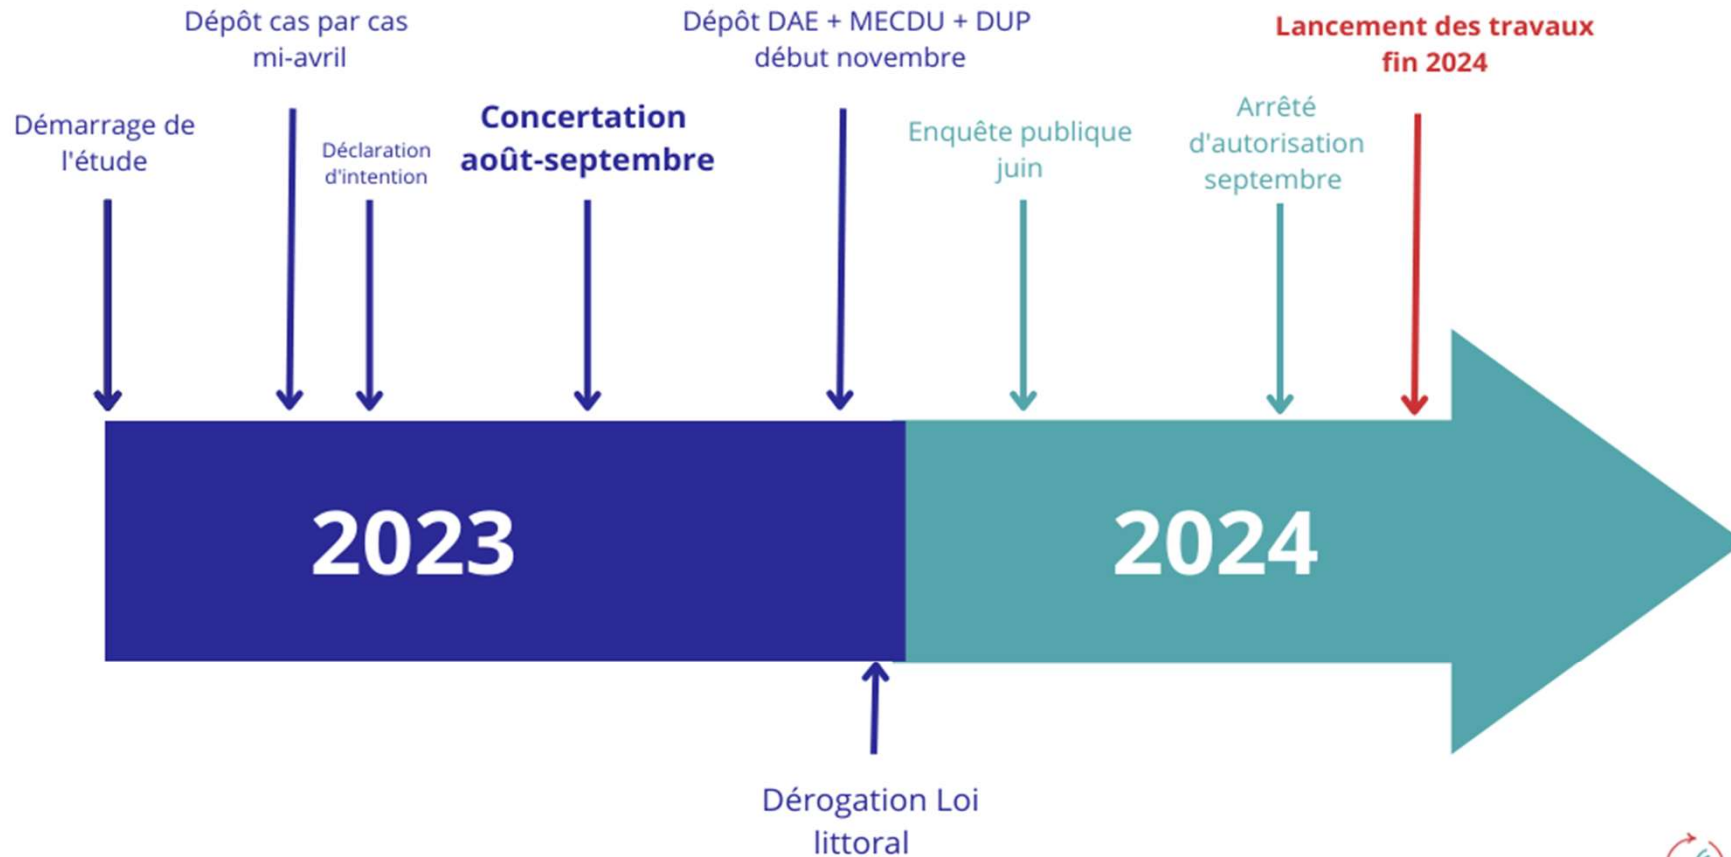 Dépôt cas par cas
mi-avril
Dépôt DAE + MECDU + DUP
début novembre
Lancement des travaux
fin 2024
Démarrage de
l'étude
Déclaration
d'intention
Concertation
août-septembre
Enquête publique
juin
Arrêté
d'autorisation
septembre
2023
2024
Dérogation Loi
littoral